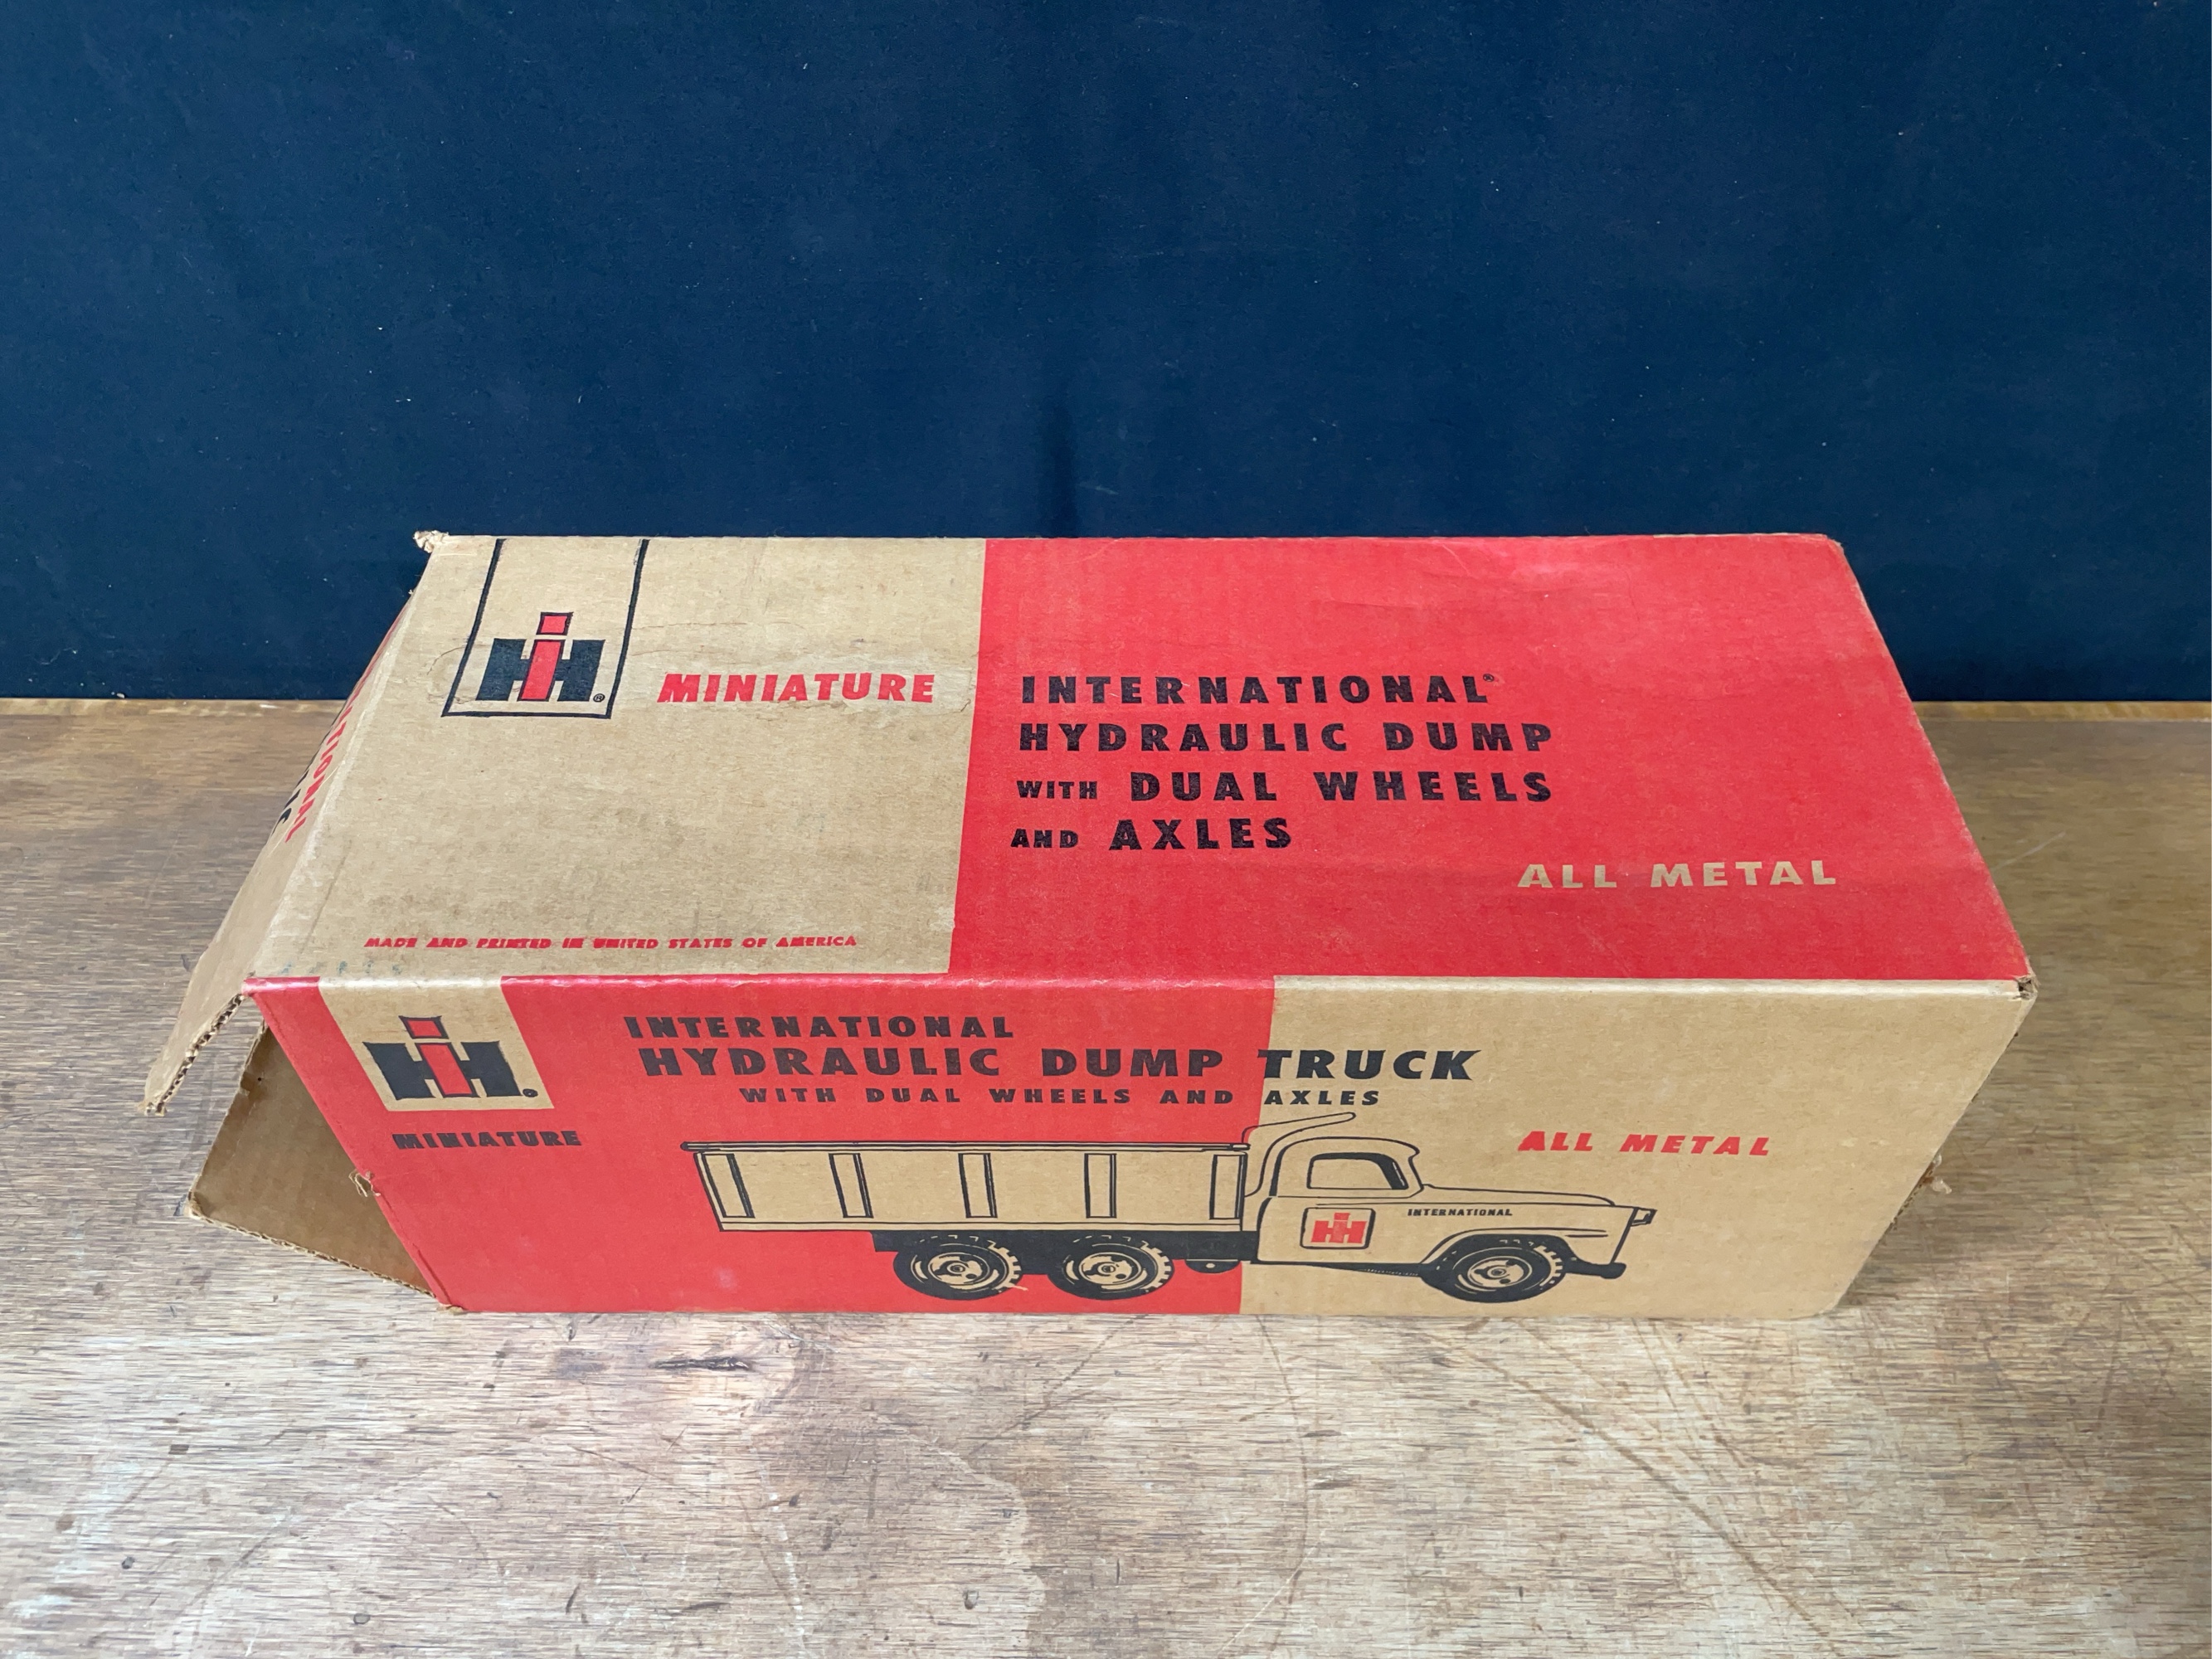 IH®
MINIATURE
INTERNATIONAL®
HYDRAULIC DUMP
WITH DUAL WHEELS
AND AXLES
ALL METAL
MADE AND PRINTED IN UNITED STATES OF AMERICA
IH®
MINIATURE
INTERNATIONAL
HYDRAULIC DUMP TRUCK
WITH DUAL WHEELS AND AXLES
ALL METAL
IH
INTERNATIONAL